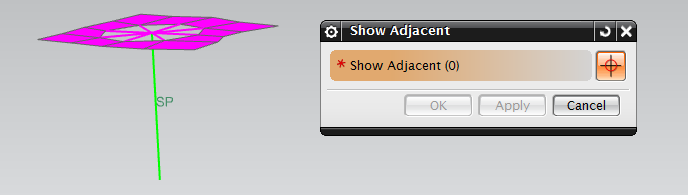 Show Adjacent
* Show Adjacent (0)
SP
OK Apply Cancel